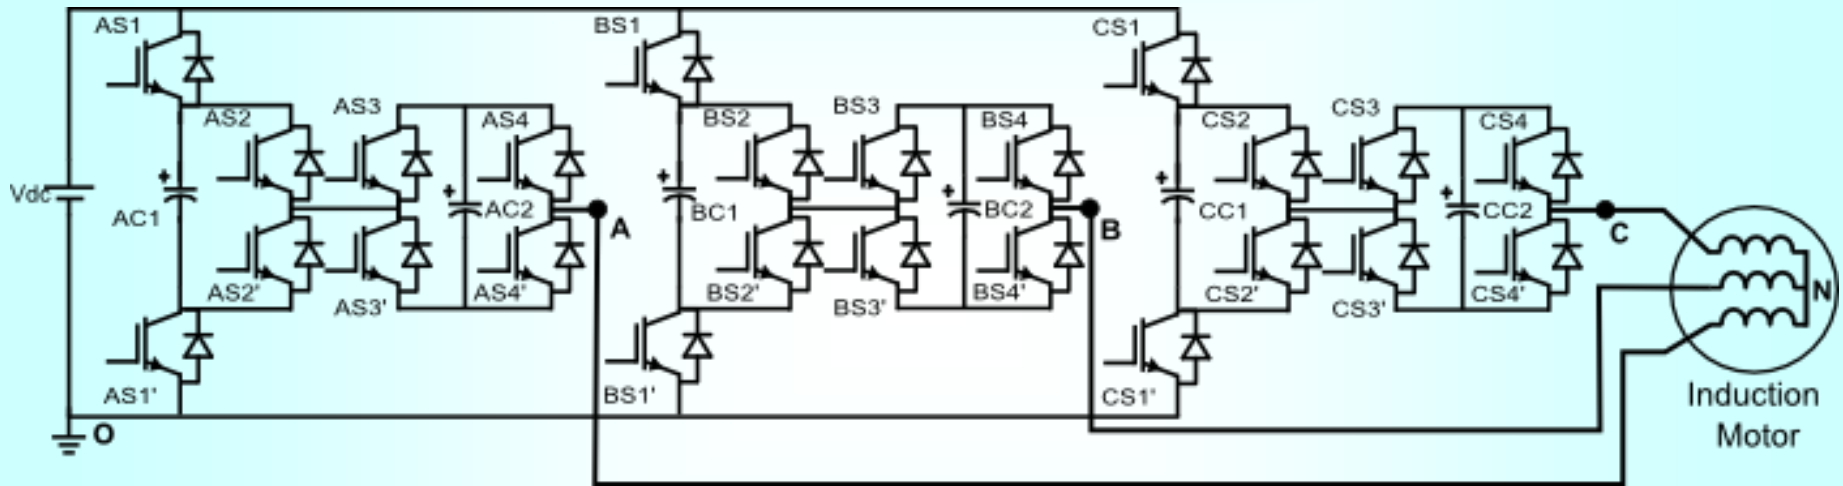 AS1
BS1
CS1
AS2
AS3
AS4
BS2
BS3
BS4
CS2
CS3
CS4
+
+
+
+
+
+
Vdc
AC1
AC2
A
BC1
BC2
B
CC1
CC2
C
AS2'
AS3'
AS4'
BS2'
BS3'
BS4'
CS2'
CS3'
CS4'
N
AS1'
BS1'
CS1'
O
Induction
Motor